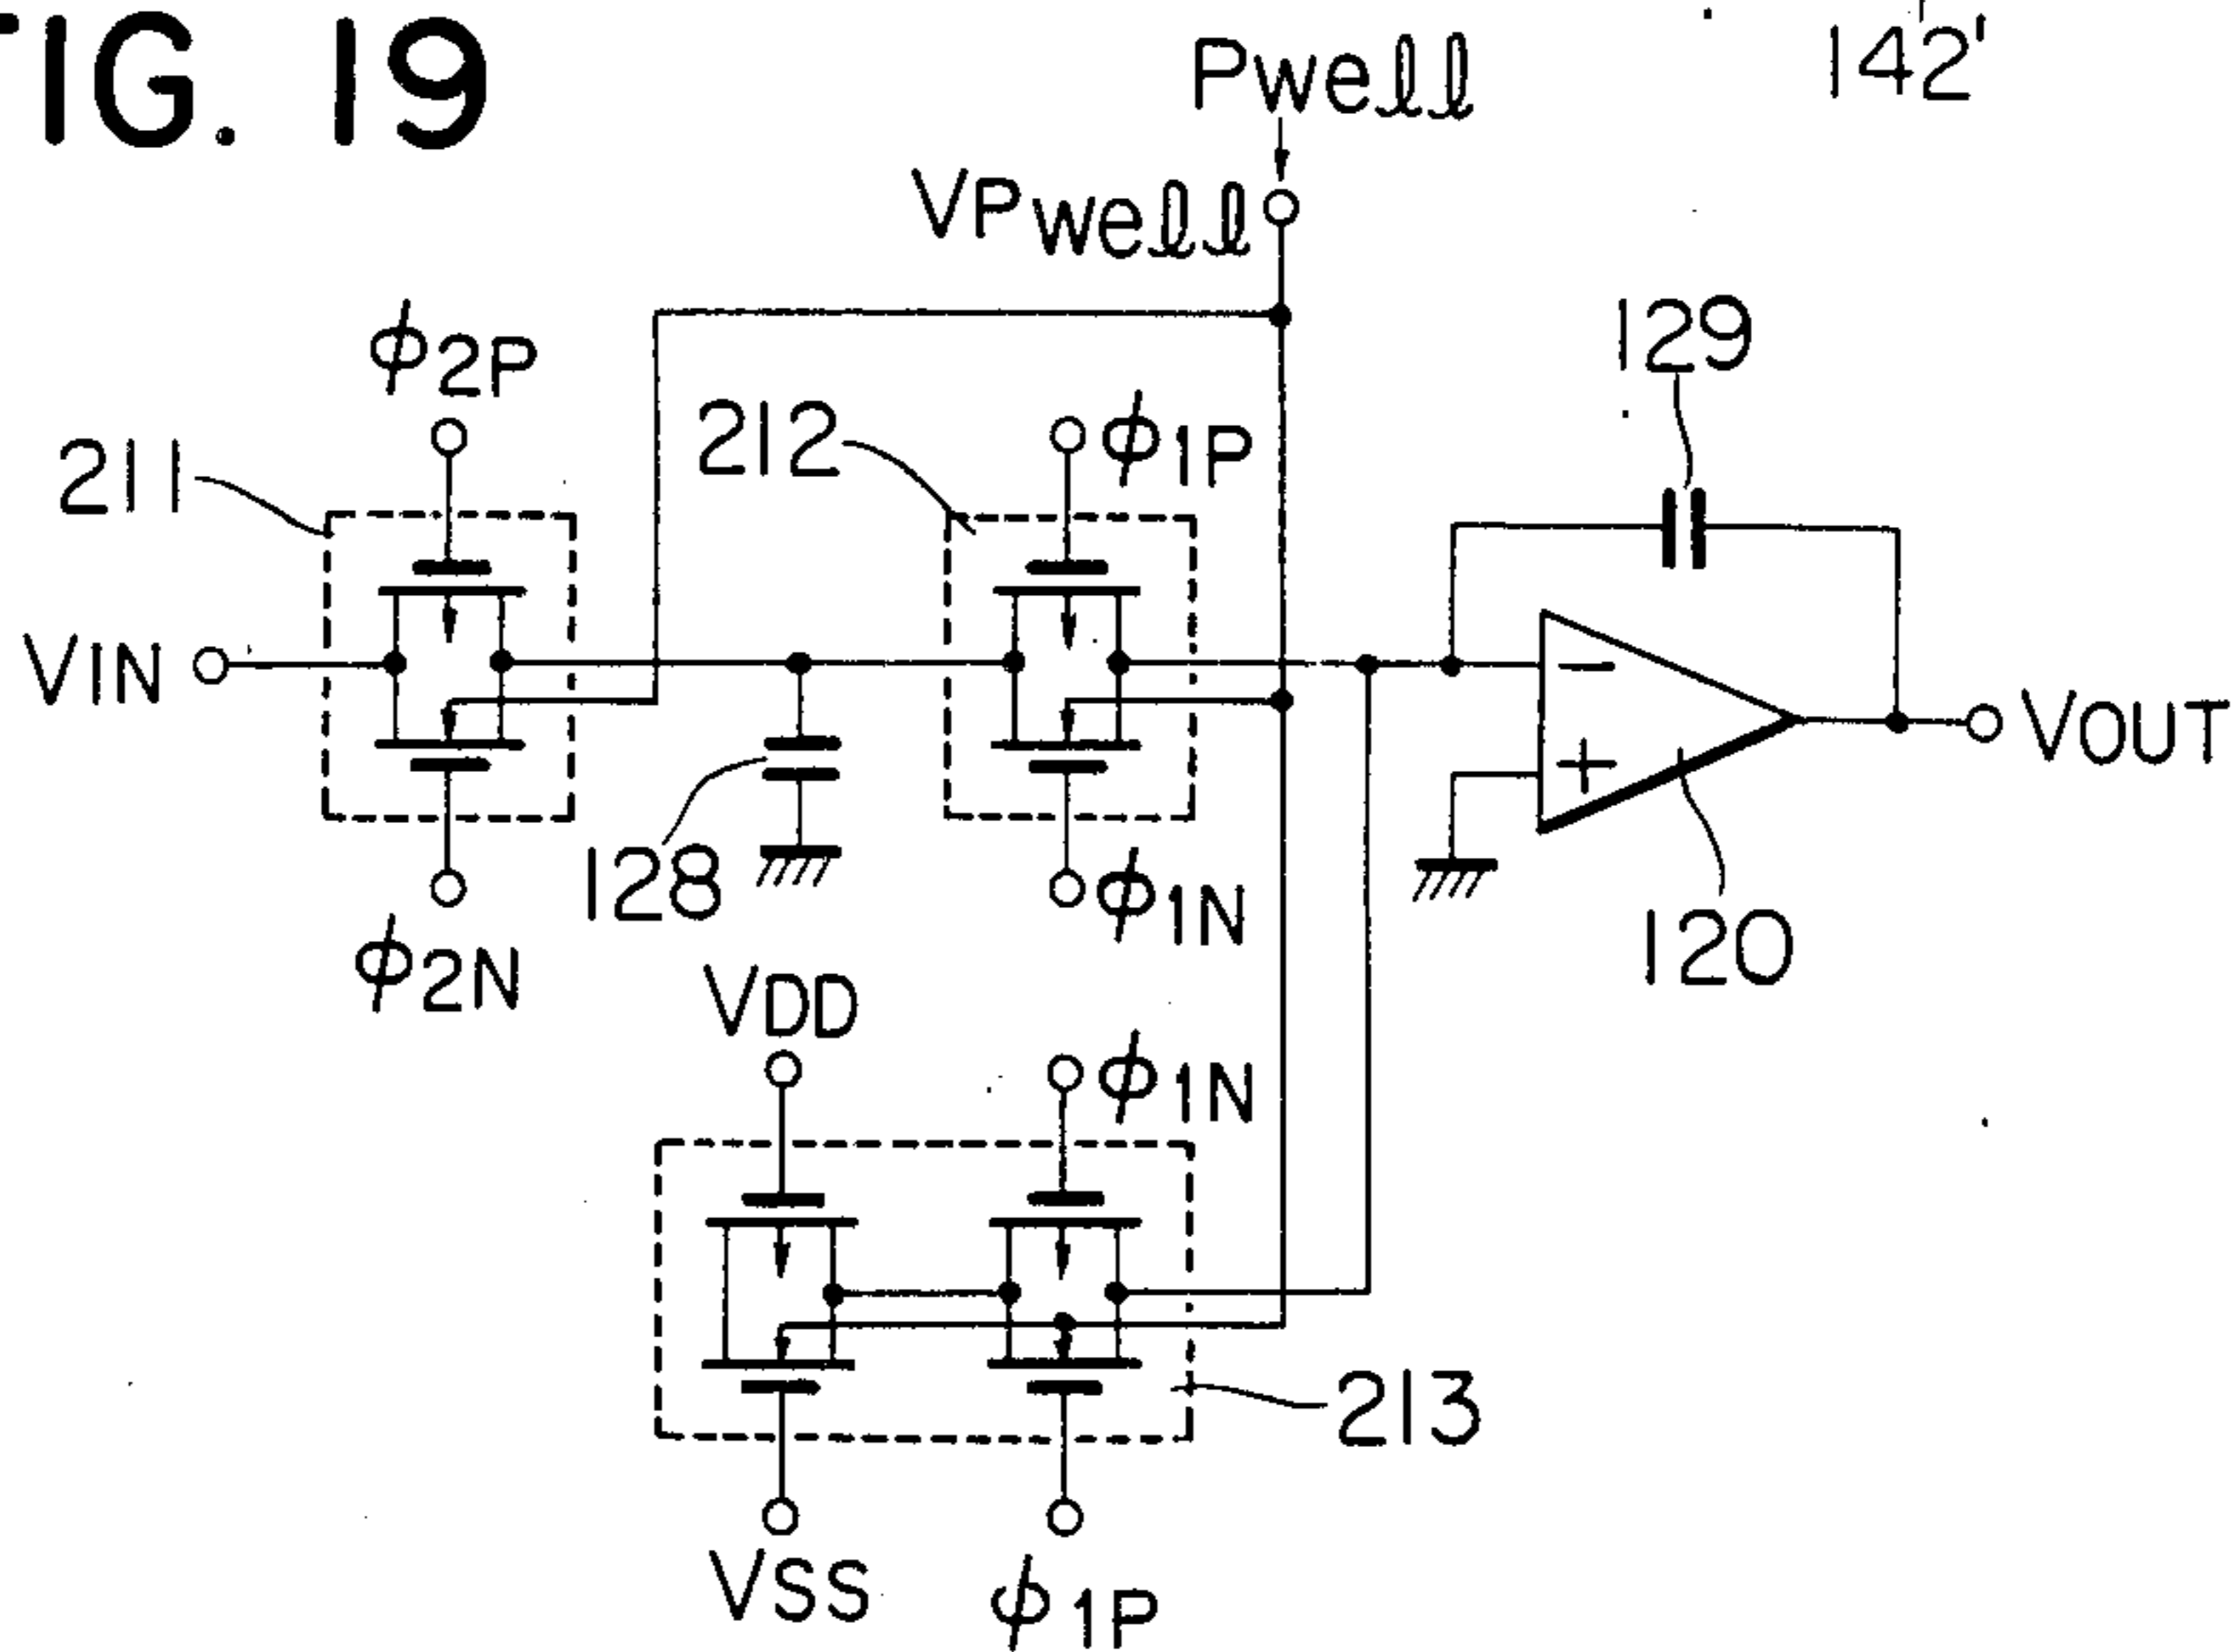 FIG. 19
142'
Pwell
VPwell
129
ϕ2P
212
ϕ1P
211
VIN
−
VOUT
+
128
ϕ1N
120
ϕ2N
VDD
ϕ1N
213
VSS
ϕ1P